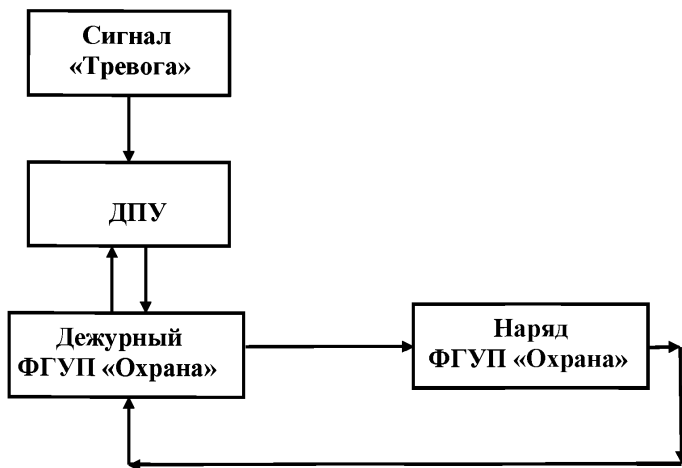 Сигнал
«Тревога»
ДПУ
Дежурный
ФГУП «Охрана»
Наряд
ФГУП «Охрана»